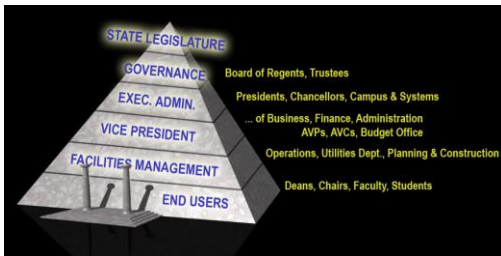 STATE LEGISLATURE
GOVERNANCE
Board of Regents, Trustees
EXEC. ADMIN.
Presidents, Chancellors, Campus & Systems
VICE PRESIDENT
... of Business, Finance, Administration
AVPs, AVCs, Budget Office
FACILITIES MANAGEMENT
Operations, Utilities Dept., Planning & Construction
END USERS
Deans, Chairs, Faculty, Students